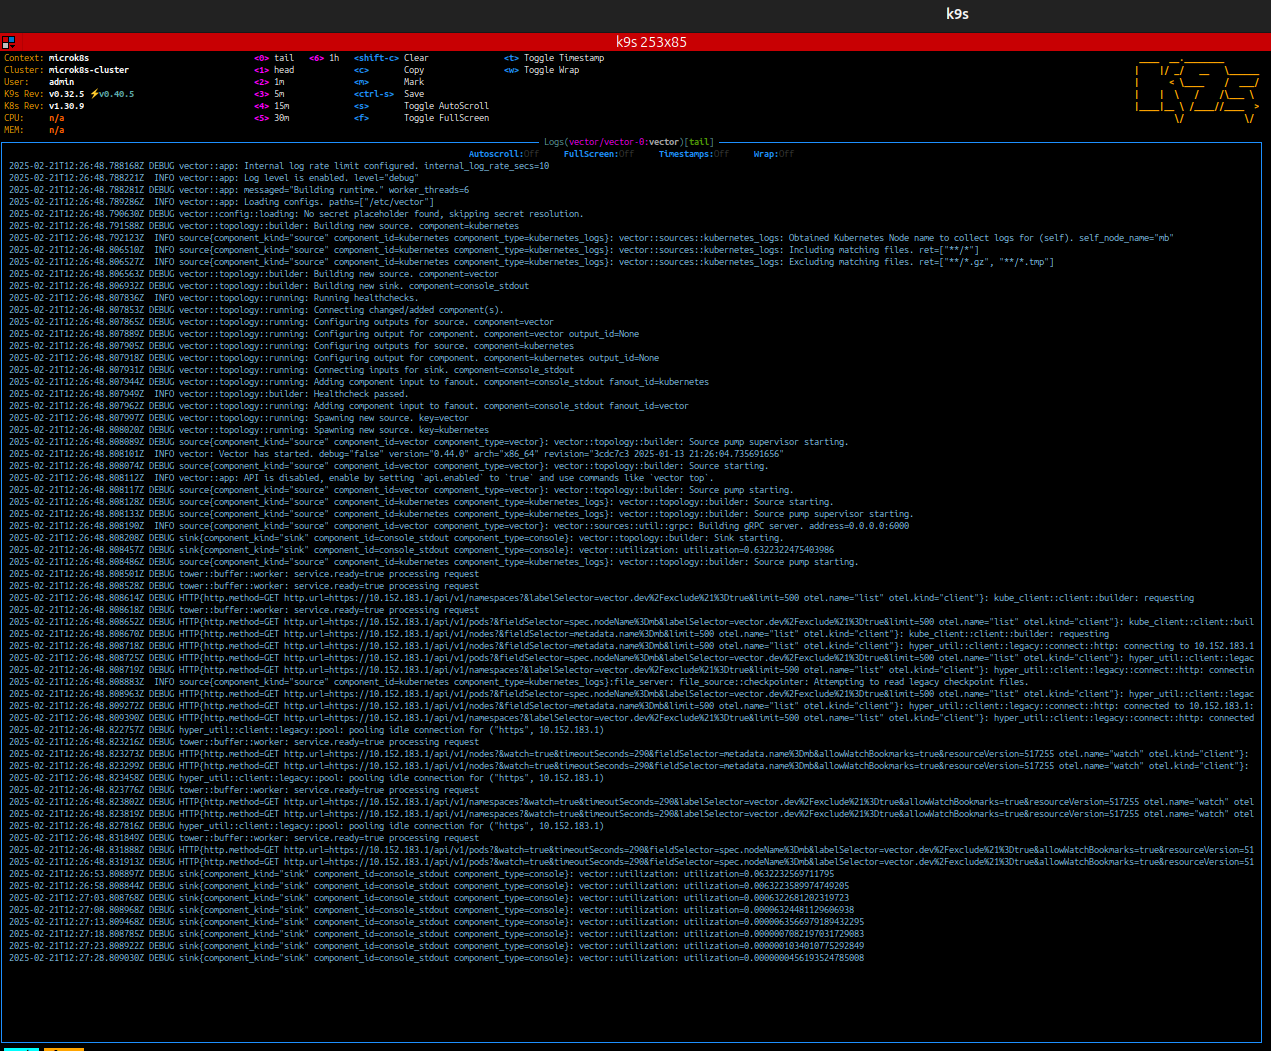 k9s
k9s 253x85
Context: microk8s <0> tail <6> 1h <shift-c> Clear <t> Toggle Timestamp
Cluster: microk8s-cluster <1> head <c> Copy <w> Toggle Wrap
User: admin <2> 1m <m> Mark
K9s Rev: v0.32.5 ⚡v0.40.5 <3> 5m <ctrl-s> Save
K8s Rev: v1.30.9 <4> 15m <s> Toggle AutoScroll
CPU: n/a <5> 30m <f> Toggle FullScreen
MEM: n/a
Logs(vector/vector-0:vector)[tail]
Autoscroll:Off FullScreen:Off Timestamps:Off Wrap:Off
2025-02-21T12:26:48.788168Z DEBUG vector::app: Internal log rate limit configured. internal_log_rate_secs=10
2025-02-21T12:26:48.788221Z  INFO vector::app: Log level is enabled. level="debug"
2025-02-21T12:26:48.788281Z DEBUG vector::app: messaged="Building runtime." worker_threads=6
2025-02-21T12:26:48.789286Z  INFO vector::app: Loading configs. paths=["/etc/vector"]
2025-02-21T12:26:48.790630Z DEBUG vector::config::loading: No secret placeholder found, skipping secret resolution.
2025-02-21T12:26:48.791588Z DEBUG vector::topology::builder: Building new source. component=kubernetes
2025-02-21T12:26:48.792123Z  INFO source{component_kind="source" component_id=kubernetes component_type=kubernetes_logs}: vector::sources::kubernetes_logs: Obtained Kubernetes Node name to collect logs for (self). self_node_name="mb"
2025-02-21T12:26:48.806510Z  INFO source{component_kind="source" component_id=kubernetes component_type=kubernetes_logs}: vector::sources::kubernetes_logs: Including matching files. ret=["**/*"]
2025-02-21T12:26:48.806527Z  INFO source{component_kind="source" component_id=kubernetes component_type=kubernetes_logs}: vector::sources::kubernetes_logs: Excluding matching files. ret=["**/*.gz", "**/*.tmp"]
2025-02-21T12:26:48.806563Z DEBUG vector::topology::builder: Building new source. component=vector
2025-02-21T12:26:48.806932Z DEBUG vector::topology::builder: Building new sink. component=console_stdout
2025-02-21T12:26:48.807836Z  INFO vector::topology::running: Running healthchecks.
2025-02-21T12:26:48.807853Z DEBUG vector::topology::running: Connecting changed/added component(s).
2025-02-21T12:26:48.807865Z DEBUG vector::topology::running: Configuring outputs for source. component=vector
2025-02-21T12:26:48.807889Z DEBUG vector::topology::running: Configuring output for component. component=vector output_id=None
2025-02-21T12:26:48.807905Z DEBUG vector::topology::running: Configuring outputs for source. component=kubernetes
2025-02-21T12:26:48.807918Z DEBUG vector::topology::running: Configuring output for component. component=kubernetes output_id=None
2025-02-21T12:26:48.807931Z DEBUG vector::topology::running: Connecting inputs for sink. component=console_stdout
2025-02-21T12:26:48.807944Z DEBUG vector::topology::running: Adding component input to fanout. component=console_stdout fanout_id=kubernetes
2025-02-21T12:26:48.807949Z  INFO vector::topology::builder: Healthcheck passed.
2025-02-21T12:26:48.807962Z DEBUG vector::topology::running: Adding component input to fanout. component=console_stdout fanout_id=vector
2025-02-21T12:26:48.807997Z DEBUG vector::topology::running: Spawning new source. key=vector
2025-02-21T12:26:48.808020Z DEBUG vector::topology::running: Spawning new source. key=kubernetes
2025-02-21T12:26:48.808089Z DEBUG source{component_kind="source" component_id=vector component_type=vector}: vector::topology::builder: Source pump supervisor starting.
2025-02-21T12:26:48.808101Z  INFO vector: Vector has started. debug="false" version="0.44.0" arch="x86_64" revision="3cdc7c3 2025-01-13 21:26:04.735691656"
2025-02-21T12:26:48.808074Z DEBUG source{component_kind="source" component_id=vector component_type=vector}: vector::topology::builder: Source starting.
2025-02-21T12:26:48.808112Z  INFO vector::app: API is disabled, enable by setting `api.enabled` to `true` and use commands like `vector top`.
2025-02-21T12:26:48.808117Z DEBUG source{component_kind="source" component_id=vector component_type=vector}: vector::topology::builder: Source pump starting.
2025-02-21T12:26:48.808128Z DEBUG source{component_kind="source" component_id=kubernetes component_type=kubernetes_logs}: vector::topology::builder: Source starting.
2025-02-21T12:26:48.808133Z DEBUG source{component_kind="source" component_id=kubernetes component_type=kubernetes_logs}: vector::topology::builder: Source pump supervisor starting.
2025-02-21T12:26:48.808190Z  INFO source{component_kind="source" component_id=vector component_type=vector}: vector::sources::util::grpc: Building gRPC server. address=0.0.0.0:6000
2025-02-21T12:26:48.808208Z DEBUG sink{component_kind="sink" component_id=console_stdout component_type=console}: vector::topology::builder: Sink starting.
2025-02-21T12:26:48.808457Z DEBUG sink{component_kind="sink" component_id=console_stdout component_type=console}: vector::utilization: utilization=0.6322322475403986
2025-02-21T12:26:48.808486Z DEBUG source{component_kind="source" component_id=kubernetes component_type=kubernetes_logs}: vector::topology::builder: Source pump starting.
2025-02-21T12:26:48.808501Z DEBUG tower::buffer::worker: service.ready=true processing request
2025-02-21T12:26:48.808528Z DEBUG tower::buffer::worker: service.ready=true processing request
2025-02-21T12:26:48.808614Z DEBUG HTTP{http.method=GET http.url=https://10.152.183.1/api/v1/namespaces?&labelSelector=vector.dev%2Fexclude%21%3Dtrue&limit=500 otel.name="list" otel.kind="client"}: kube_client::client::builder: requesting
2025-02-21T12:26:48.808618Z DEBUG tower::buffer::worker: service.ready=true processing request
2025-02-21T12:26:48.808652Z DEBUG HTTP{http.method=GET http.url=https://10.152.183.1/api/v1/pods?&fieldSelector=spec.nodeName%3Dmb&labelSelector=vector.dev%2Fexclude%21%3Dtrue&limit=500 otel.name="list" otel.kind="client"}: kube_client::client::buil
2025-02-21T12:26:48.808670Z DEBUG HTTP{http.method=GET http.url=https://10.152.183.1/api/v1/nodes?&fieldSelector=metadata.name%3Dmb&limit=500 otel.name="list" otel.kind="client"}: kube_client::client::builder: requesting
2025-02-21T12:26:48.808718Z DEBUG HTTP{http.method=GET http.url=https://10.152.183.1/api/v1/nodes?&fieldSelector=metadata.name%3Dmb&limit=500 otel.name="list" otel.kind="client"}: hyper_util::client::legacy::connect::http: connecting to 10.152.183.1
2025-02-21T12:26:48.808725Z DEBUG HTTP{http.method=GET http.url=https://10.152.183.1/api/v1/pods?&fieldSelector=spec.nodeName%3Dmb&labelSelector=vector.dev%2Fexclude%21%3Dtrue&limit=500 otel.name="list" otel.kind="client"}: hyper_util::client::legac
2025-02-21T12:26:48.808719Z DEBUG HTTP{http.method=GET http.url=https://10.152.183.1/api/v1/namespaces?&labelSelector=vector.dev%2Fexclude%21%3Dtrue&limit=500 otel.name="list" otel.kind="client"}: hyper_util::client::legacy::connect::http: connectin
2025-02-21T12:26:48.808883Z  INFO source{component_kind="source" component_id=kubernetes component_type=kubernetes_logs}:file_server: file_source::checkpointer: Attempting to read legacy checkpoint files.
2025-02-21T12:26:48.808963Z DEBUG HTTP{http.method=GET http.url=https://10.152.183.1/api/v1/pods?&fieldSelector=spec.nodeName%3Dmb&labelSelector=vector.dev%2Fexclude%21%3Dtrue&limit=500 otel.name="list" otel.kind="client"}: hyper_util::client::legac
2025-02-21T12:26:48.809272Z DEBUG HTTP{http.method=GET http.url=https://10.152.183.1/api/v1/nodes?&fieldSelector=metadata.name%3Dmb&limit=500 otel.name="list" otel.kind="client"}: hyper_util::client::legacy::connect::http: connected to 10.152.183.1:
2025-02-21T12:26:48.809390Z DEBUG HTTP{http.method=GET http.url=https://10.152.183.1/api/v1/namespaces?&labelSelector=vector.dev%2Fexclude%21%3Dtrue&limit=500 otel.name="list" otel.kind="client"}: hyper_util::client::legacy::connect::http: connected
2025-02-21T12:26:48.822757Z DEBUG hyper_util::client::legacy::pool: pooling idle connection for ("https", 10.152.183.1)
2025-02-21T12:26:48.823216Z DEBUG tower::buffer::worker: service.ready=true processing request
2025-02-21T12:26:48.823273Z DEBUG HTTP{http.method=GET http.url=https://10.152.183.1/api/v1/nodes?&watch=true&timeoutSeconds=290&fieldSelector=metadata.name%3Dmb&allowWatchBookmarks=true&resourceVersion=517255 otel.name="watch" otel.kind="client"}:
2025-02-21T12:26:48.823299Z DEBUG HTTP{http.method=GET http.url=https://10.152.183.1/api/v1/nodes?&watch=true&timeoutSeconds=290&fieldSelector=metadata.name%3Dmb&allowWatchBookmarks=true&resourceVersion=517255 otel.name="watch" otel.kind="client"}:
2025-02-21T12:26:48.823458Z DEBUG hyper_util::client::legacy::pool: pooling idle connection for ("https", 10.152.183.1)
2025-02-21T12:26:48.823776Z DEBUG tower::buffer::worker: service.ready=true processing request
2025-02-21T12:26:48.823802Z DEBUG HTTP{http.method=GET http.url=https://10.152.183.1/api/v1/namespaces?&watch=true&timeoutSeconds=290&labelSelector=vector.dev%2Fexclude%21%3Dtrue&allowWatchBookmarks=true&resourceVersion=517255 otel.name="watch" otel
2025-02-21T12:26:48.823819Z DEBUG HTTP{http.method=GET http.url=https://10.152.183.1/api/v1/namespaces?&watch=true&timeoutSeconds=290&labelSelector=vector.dev%2Fexclude%21%3Dtrue&allowWatchBookmarks=true&resourceVersion=517255 otel.name="watch" otel
2025-02-21T12:26:48.827816Z DEBUG hyper_util::client::legacy::pool: pooling idle connection for ("https", 10.152.183.1)
2025-02-21T12:26:48.831849Z DEBUG tower::buffer::worker: service.ready=true processing request
2025-02-21T12:26:48.831888Z DEBUG HTTP{http.method=GET http.url=https://10.152.183.1/api/v1/pods?&watch=true&timeoutSeconds=290&fieldSelector=spec.nodeName%3Dmb&labelSelector=vector.dev%2Fexclude%21%3Dtrue&allowWatchBookmarks=true&resourceVersion=51
2025-02-21T12:26:48.831913Z DEBUG HTTP{http.method=GET http.url=https://10.152.183.1/api/v1/pods?&watch=true&timeoutSeconds=290&fieldSelector=spec.nodeName%3Dmb&labelSelector=vector.dev%2Fexclude%21%3Dtrue&allowWatchBookmarks=true&resourceVersion=51
2025-02-21T12:26:53.808897Z DEBUG sink{component_kind="sink" component_id=console_stdout component_type=console}: vector::utilization: utilization=0.0632232569711795
2025-02-21T12:26:58.808844Z DEBUG sink{component_kind="sink" component_id=console_stdout component_type=console}: vector::utilization: utilization=0.0063223589974749205
2025-02-21T12:27:03.808768Z DEBUG sink{component_kind="sink" component_id=console_stdout component_type=console}: vector::utilization: utilization=0.0006322681202319723
2025-02-21T12:27:08.808968Z DEBUG sink{component_kind="sink" component_id=console_stdout component_type=console}: vector::utilization: utilization=0.00006324481129606938
2025-02-21T12:27:13.809468Z DEBUG sink{component_kind="sink" component_id=console_stdout component_type=console}: vector::utilization: utilization=0.0000063566979189432295
2025-02-21T12:27:18.808785Z DEBUG sink{component_kind="sink" component_id=console_stdout component_type=console}: vector::utilization: utilization=0.0000007082197031729083
2025-02-21T12:27:23.808922Z DEBUG sink{component_kind="sink" component_id=console_stdout component_type=console}: vector::utilization: utilization=0.0000001034010775292849
2025-02-21T12:27:28.809030Z DEBUG sink{component_kind="sink" component_id=console_stdout component_type=console}: vector::utilization: utilization=0.0000000456193524785008